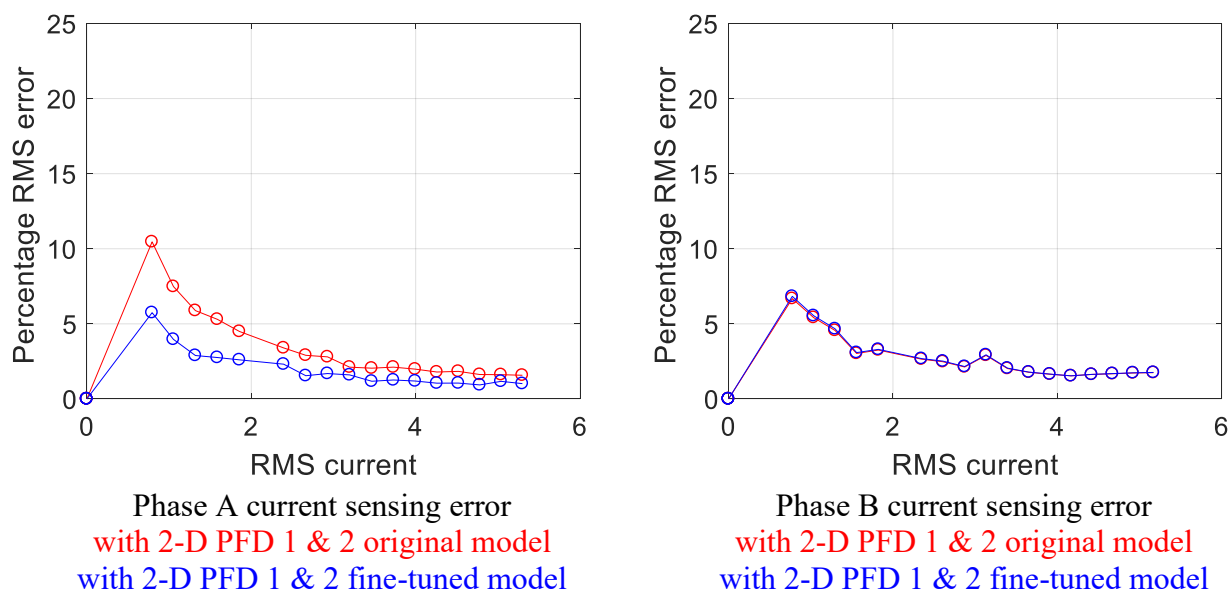 25
20
15
10
5
0
Percentage RMS error
0 2 4 6
RMS current
Phase A current sensing error
with 2-D PFD 1 & 2 original model
with 2-D PFD 1 & 2 fine-tuned model
25
20
15
10
5
0
Percentage RMS error
0 2 4 6
RMS current
Phase B current sensing error
with 2-D PFD 1 & 2 original model
with 2-D PFD 1 & 2 fine-tuned model